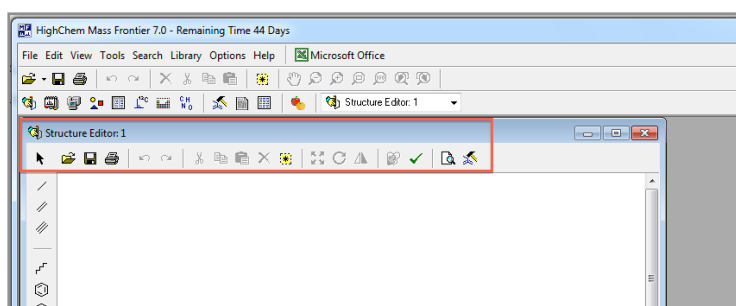 HighChem Mass Frontier 7.0 - Remaining Time 44 Days
File Edit View Tools Search Library Options Help Microsoft Office
Structure Editor: 1
Structure Editor: 1